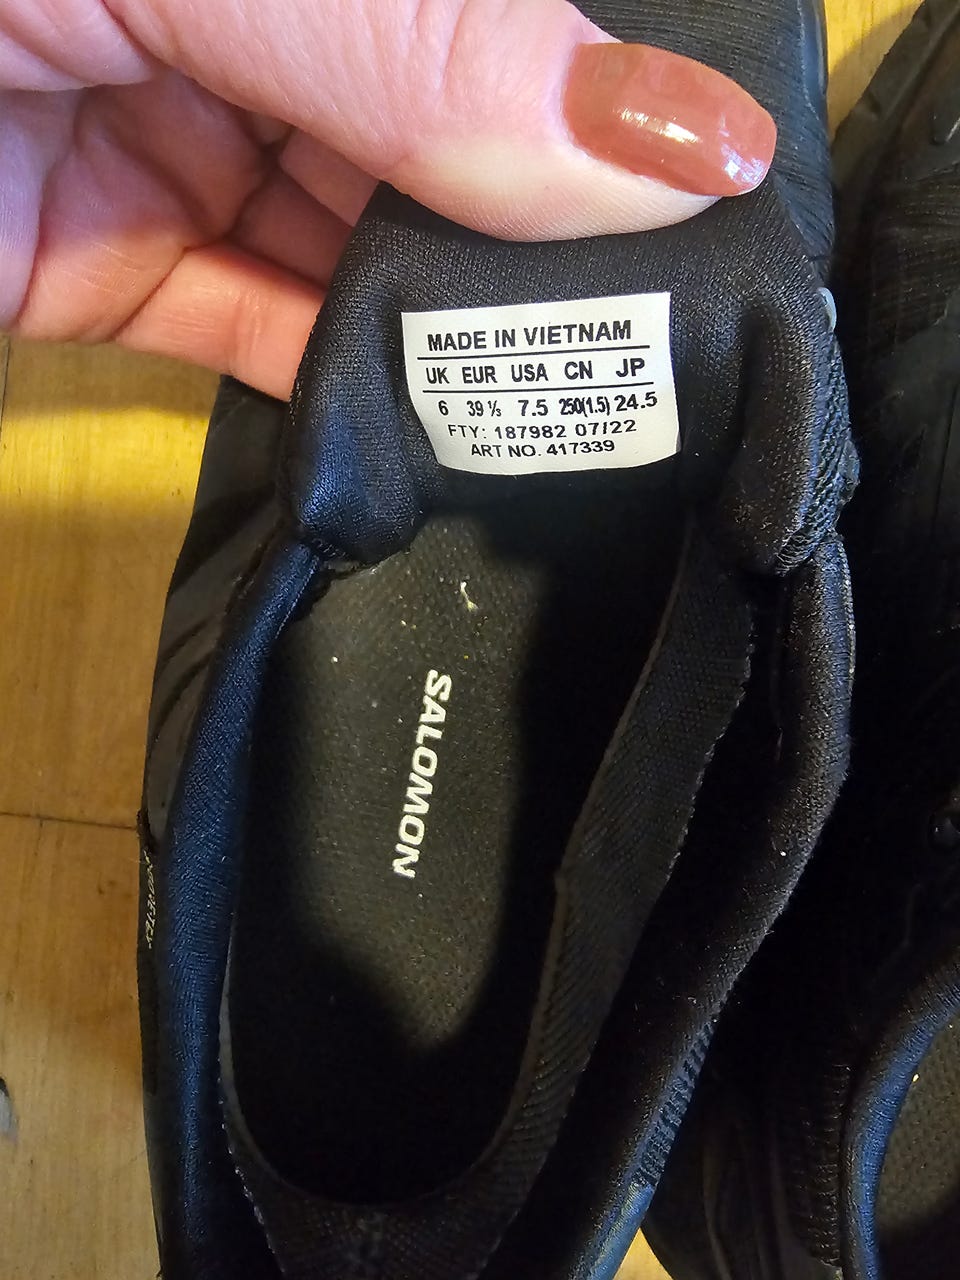 MADE IN VIETNAM
UK EUR USA CN JP
6 39 ⅓ 7.5 250(1.5) 24.5
FTY: 187982 07/22
ART NO. 417339
SALOMON